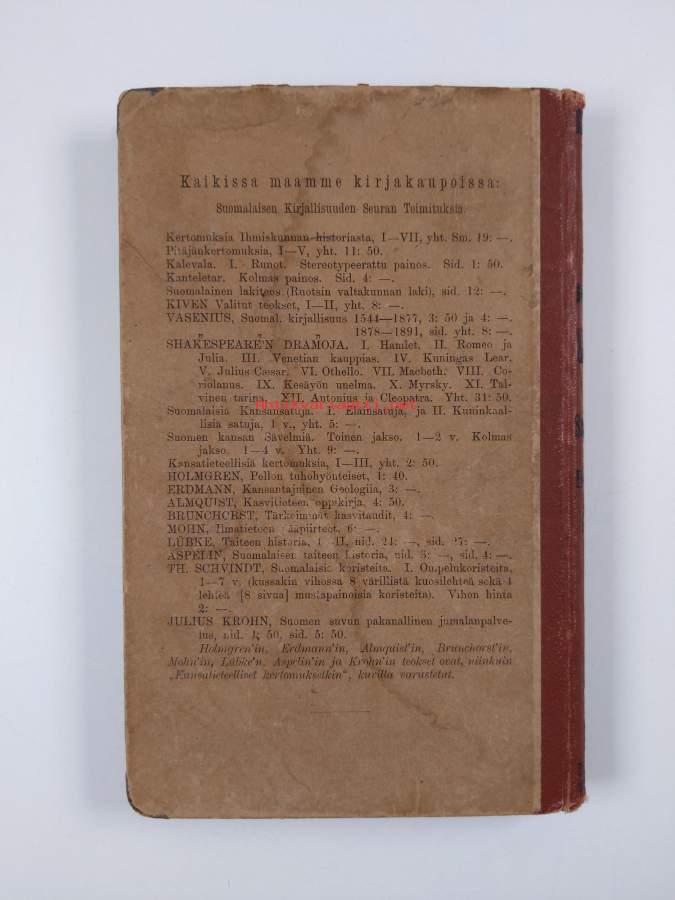 Kaikissa maamme kirjakaupoissa:
Suomalaisen Kirjallisuuden Seuran Toimituksia.
Kertomuksia Ihmiskunnan historiasta, I—VII, yht. Sm. 19: —.
Pitäjänkertomuksia, I—V, yht. 11: 50.
Kalevala. I. Runot. Stereotypeerattu painos. Sid. 1: 50.
Kanteletar. Kolmas painos. Sid. 4: —.
Suomalainen lakiteos (Ruotsin valtakunnan laki), sid. 12: —.
KIVEN Valitut teokset, I—II, yht. 8: —.
VASENIUS, Suomal. kirjallisuus 1544—1877, 3: 50 ja 4: —.
„ „ „ 1878—1891, sid. yht. 8: —.
SHAKESPEARE'N DRAMOJA. I. Hamlet. II. Romeo ja
Julia. III. Venetian kauppias. IV. Kuningas Lear.
V. Julius Cæsar. VI. Othello. VII. Macbeth. VIII. Co-
riolanus. IX. Kesäyön unelma. X. Myrsky. XI. Tal-
vinen tarina. XII. Antonius ja Cleopatra. Yht. 31: 50.
Suomalaisia Kansansatuja. I. Eläinsatuja, ja II. Kuninkaal-
lisia satuja, 1 v., yht. 5: —.
Suomen kansan Sävelmiä. Toinen jakso. 1—2 v. Kolmas
jakso. 1—4 v. Yht. 9: —.
Kansatieteellisiä kertomuksia, I—III, yht. 2: 50.
HOLMGREN, Pellon tuhohyönteiset, 1: 40.
ERDMANN, Kansantajuinen Geologiia, 3: —.
ALMQUIST, Kasvitieteen oppikirja, 4: 50.
BRUNCHORST, Tärkeimmät kasvitaudit, 4: —
MOHN, Ilmatieteen pääpiirteet, 6: —.
LÜBKE, Taiteen historia, I—II, nid. 24: —, sid. 27: —.
ASPELIN, Suomalaisen taiteen historia, nid. 3: —, sid. 4: —.
TH. SCHVINDT, Suomalaisia koristeita. I. Ompelukoristeita,
1—7 v. (kussakin vihossa 8 värillistä kuosilehteä sekä 4
lehteä [8 sivua] mustapainoisia koristeita). Vihon hinta
2: —.
JULIUS KROHN, Suomen suvun pakanallinen jumalanpalve-
lus, nid. 4: 50, sid. 5: 50.
Holmgren'in, Erdmann'in, Almquist'in, Brunchorst'in,
Mohn'in, Lübke'n, Aspelin'in ja Krohn'in teokset ovat, niinkuin
„Kansatieteelliset kertomuksetkin“, kuvilla varustetut.